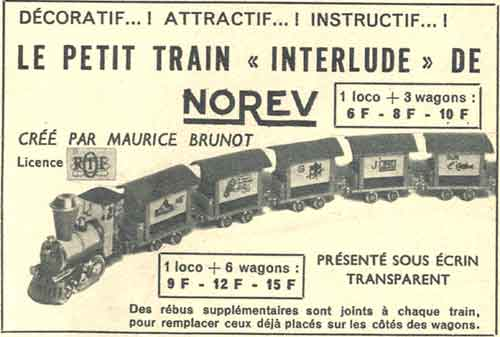 DÉCORATIF...! ATTRACTIF...! INSTRUCTIF...!
LE PETIT TRAIN « INTERLUDE » DE
NOREV
1 loco + 3 wagons :
6 F - 8 F - 10 F
CRÉÉ PAR MAURICE BRUNOT
Licence RTF
1 loco + 6 wagons :
9 F - 12 F - 15 F
PRÉSENTÉ SOUS ÉCRIN
TRANSPARENT
Des rébus supplémentaires sont joints à chaque train,
pour remplacer ceux déjà placés sur les côtés des wagons.